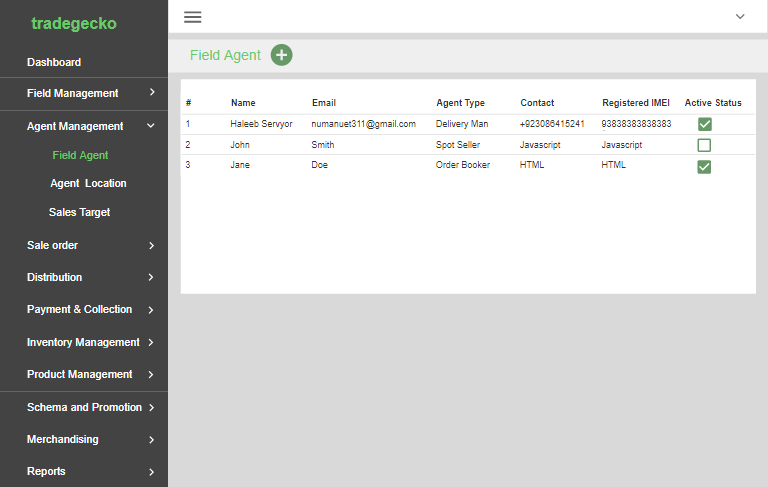 tradegecko
Dashboard
Field Management
Agent Management
Field Agent
Agent Location
Sales Target
Sale order
Distribution
Payment & Collection
Inventory Management
Product Management
Schema and Promotion
Merchandising
Reports
Field Agent
# Name Email Agent Type Contact Registered IMEI Active Status
1 Haleeb Servyor numanuet311@gmail.com Delivery Man +923086415241 93838383838383
2 John Smith Spot Seller Javascript Javascript
3 Jane Doe Order Booker HTML HTML